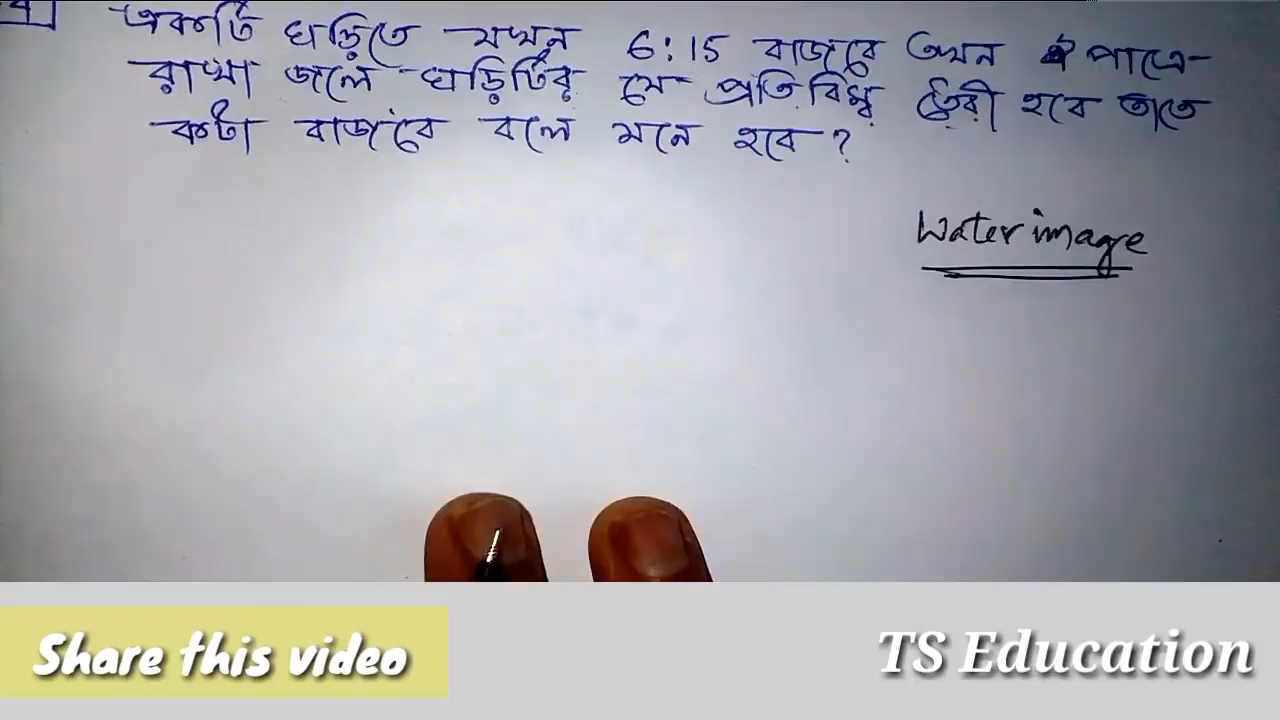 একটি ঘড়িতে যখন 6:15 বাজবে তখন পাত্রে
রাখা জলে ঘড়িটির যে প্রতিবিম্ব তৈরী হবে তাতে
কটা বাজবে বলে মনে হবে?
Water image
Share this video
TS Education